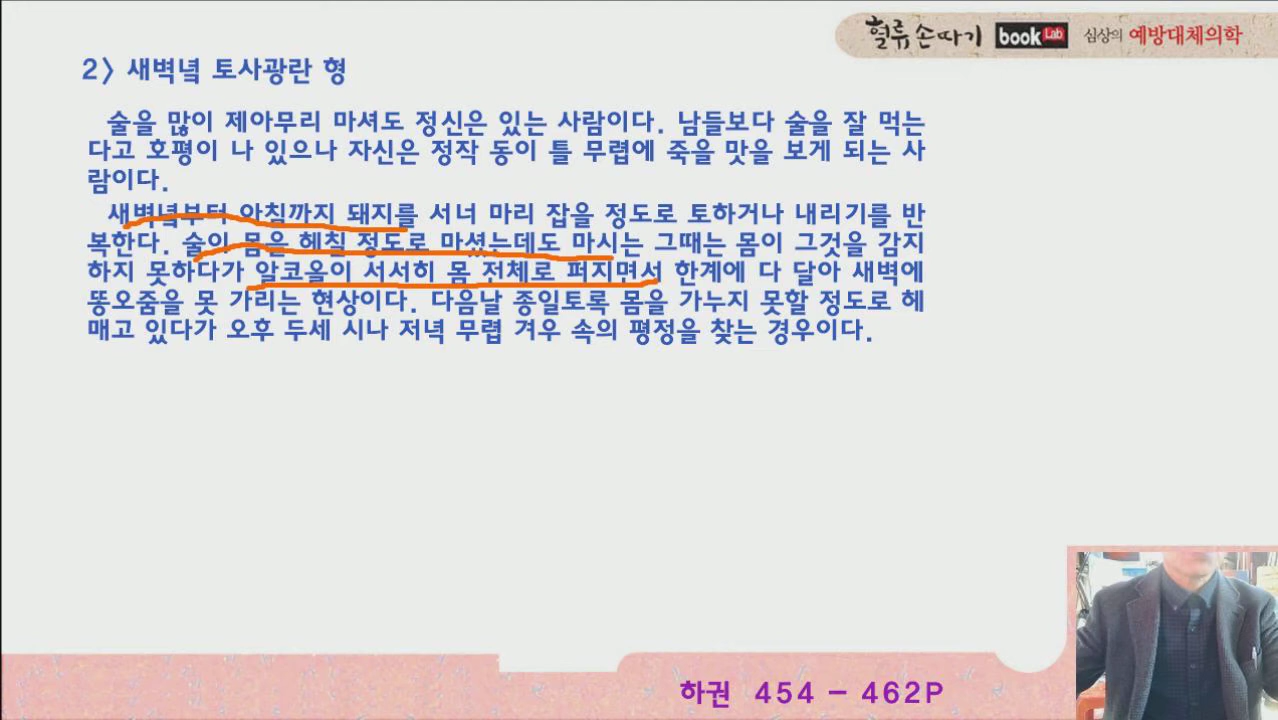 혈류 손따기 book Lab 심상의 예방대체의학
2) 새벽녘 토사광란 형
술을 많이 제아무리 마셔도 정신은 있는 사람이다. 남들보다 술을 잘 먹는
다고 호평이 나 있으나 자신은 정작 동이 틀 무렵에 죽을 맛을 보게 되는 사
람이다.
새벽녘부터 아침까지 돼지를 서너 마리 잡을 정도로 토하거나 내리기를 반
복한다. 술이 몸을 헤칠 정도로 마셨는데도 마시는 그때는 몸이 그것을 감지
하지 못하다가 알코올이 서서히 몸 전체로 퍼지면서 한계에 다 달아 새벽에
똥오줌을 못 가리는 현상이다. 다음날 종일토록 몸을 가누지 못할 정도로 헤
매고 있다가 오후 두세 시나 저녁 무렵 겨우 속의 평정을 찾는 경우이다.
하권 454 - 462P